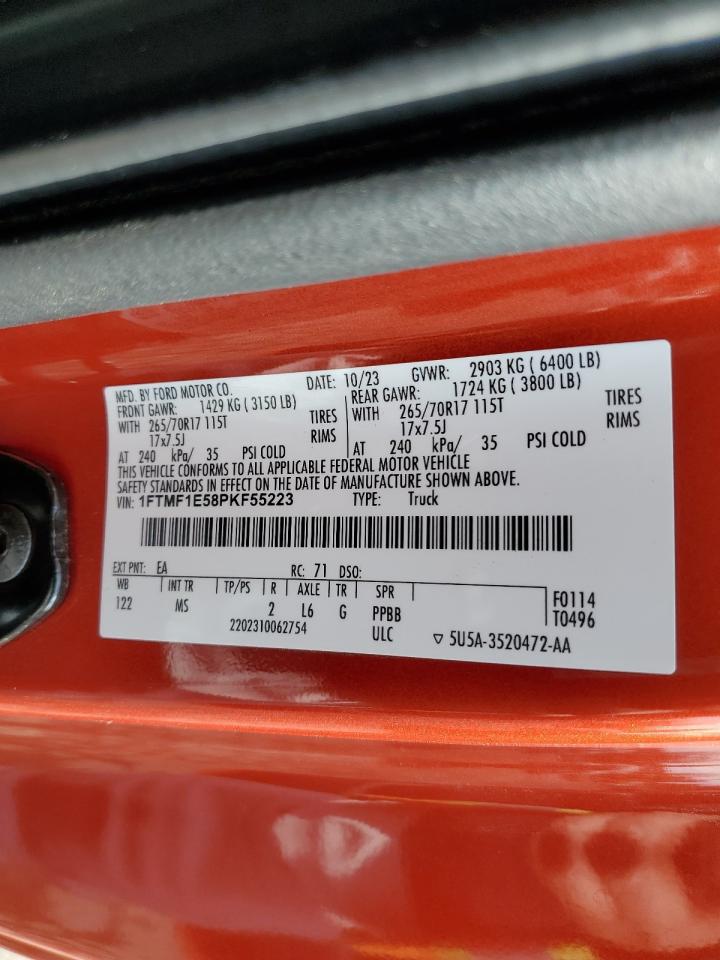 MFD. BY FORD MOTOR CO. DATE: 10/23 GVWR: 2903 KG ( 6400 LB)
FRONT GAWR: 1429 KG ( 3150 LB) REAR GAWR: 1724 KG ( 3800 LB)
WITH 265/70R17 115T TIRES WITH 265/70R17 115T TIRES
17x7.5J RIMS 17x7.5J RIMS
AT 240 kPa/ 35 PSI COLD AT 240 kPa/ 35 PSI COLD
THIS VEHICLE CONFORMS TO ALL APPLICABLE FEDERAL MOTOR VEHICLE
SAFETY STANDARDS IN EFFECT ON THE DATE OF MANUFACTURE SHOWN ABOVE.
VIN: 1FTMF1E58PKF55223 TYPE: Truck
EXT PNT: EA RC: 71 DSO:
WB INT TR TP/PS R AXLE TR SPR F0114
122 MS 2 L6 G PPBB T0496
2202310062754 ULC ▽ 5U5A-3520472-AA